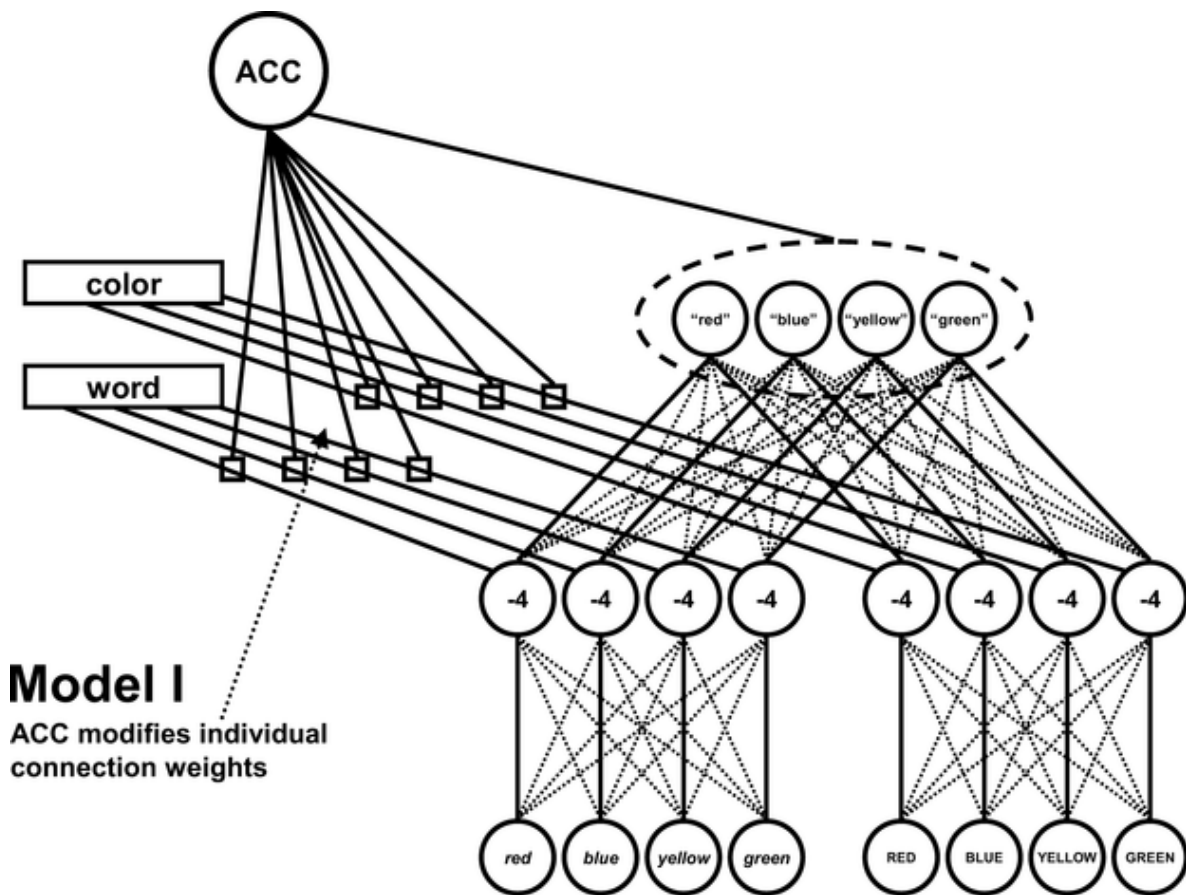 ACC
color
"red" "blue" "yellow" "green"
word
-4 -4 -4 -4 -4 -4 -4 -4
Model I
ACC modifies individual
connection weights
red blue yellow green RED BLUE YELLOW GREEN